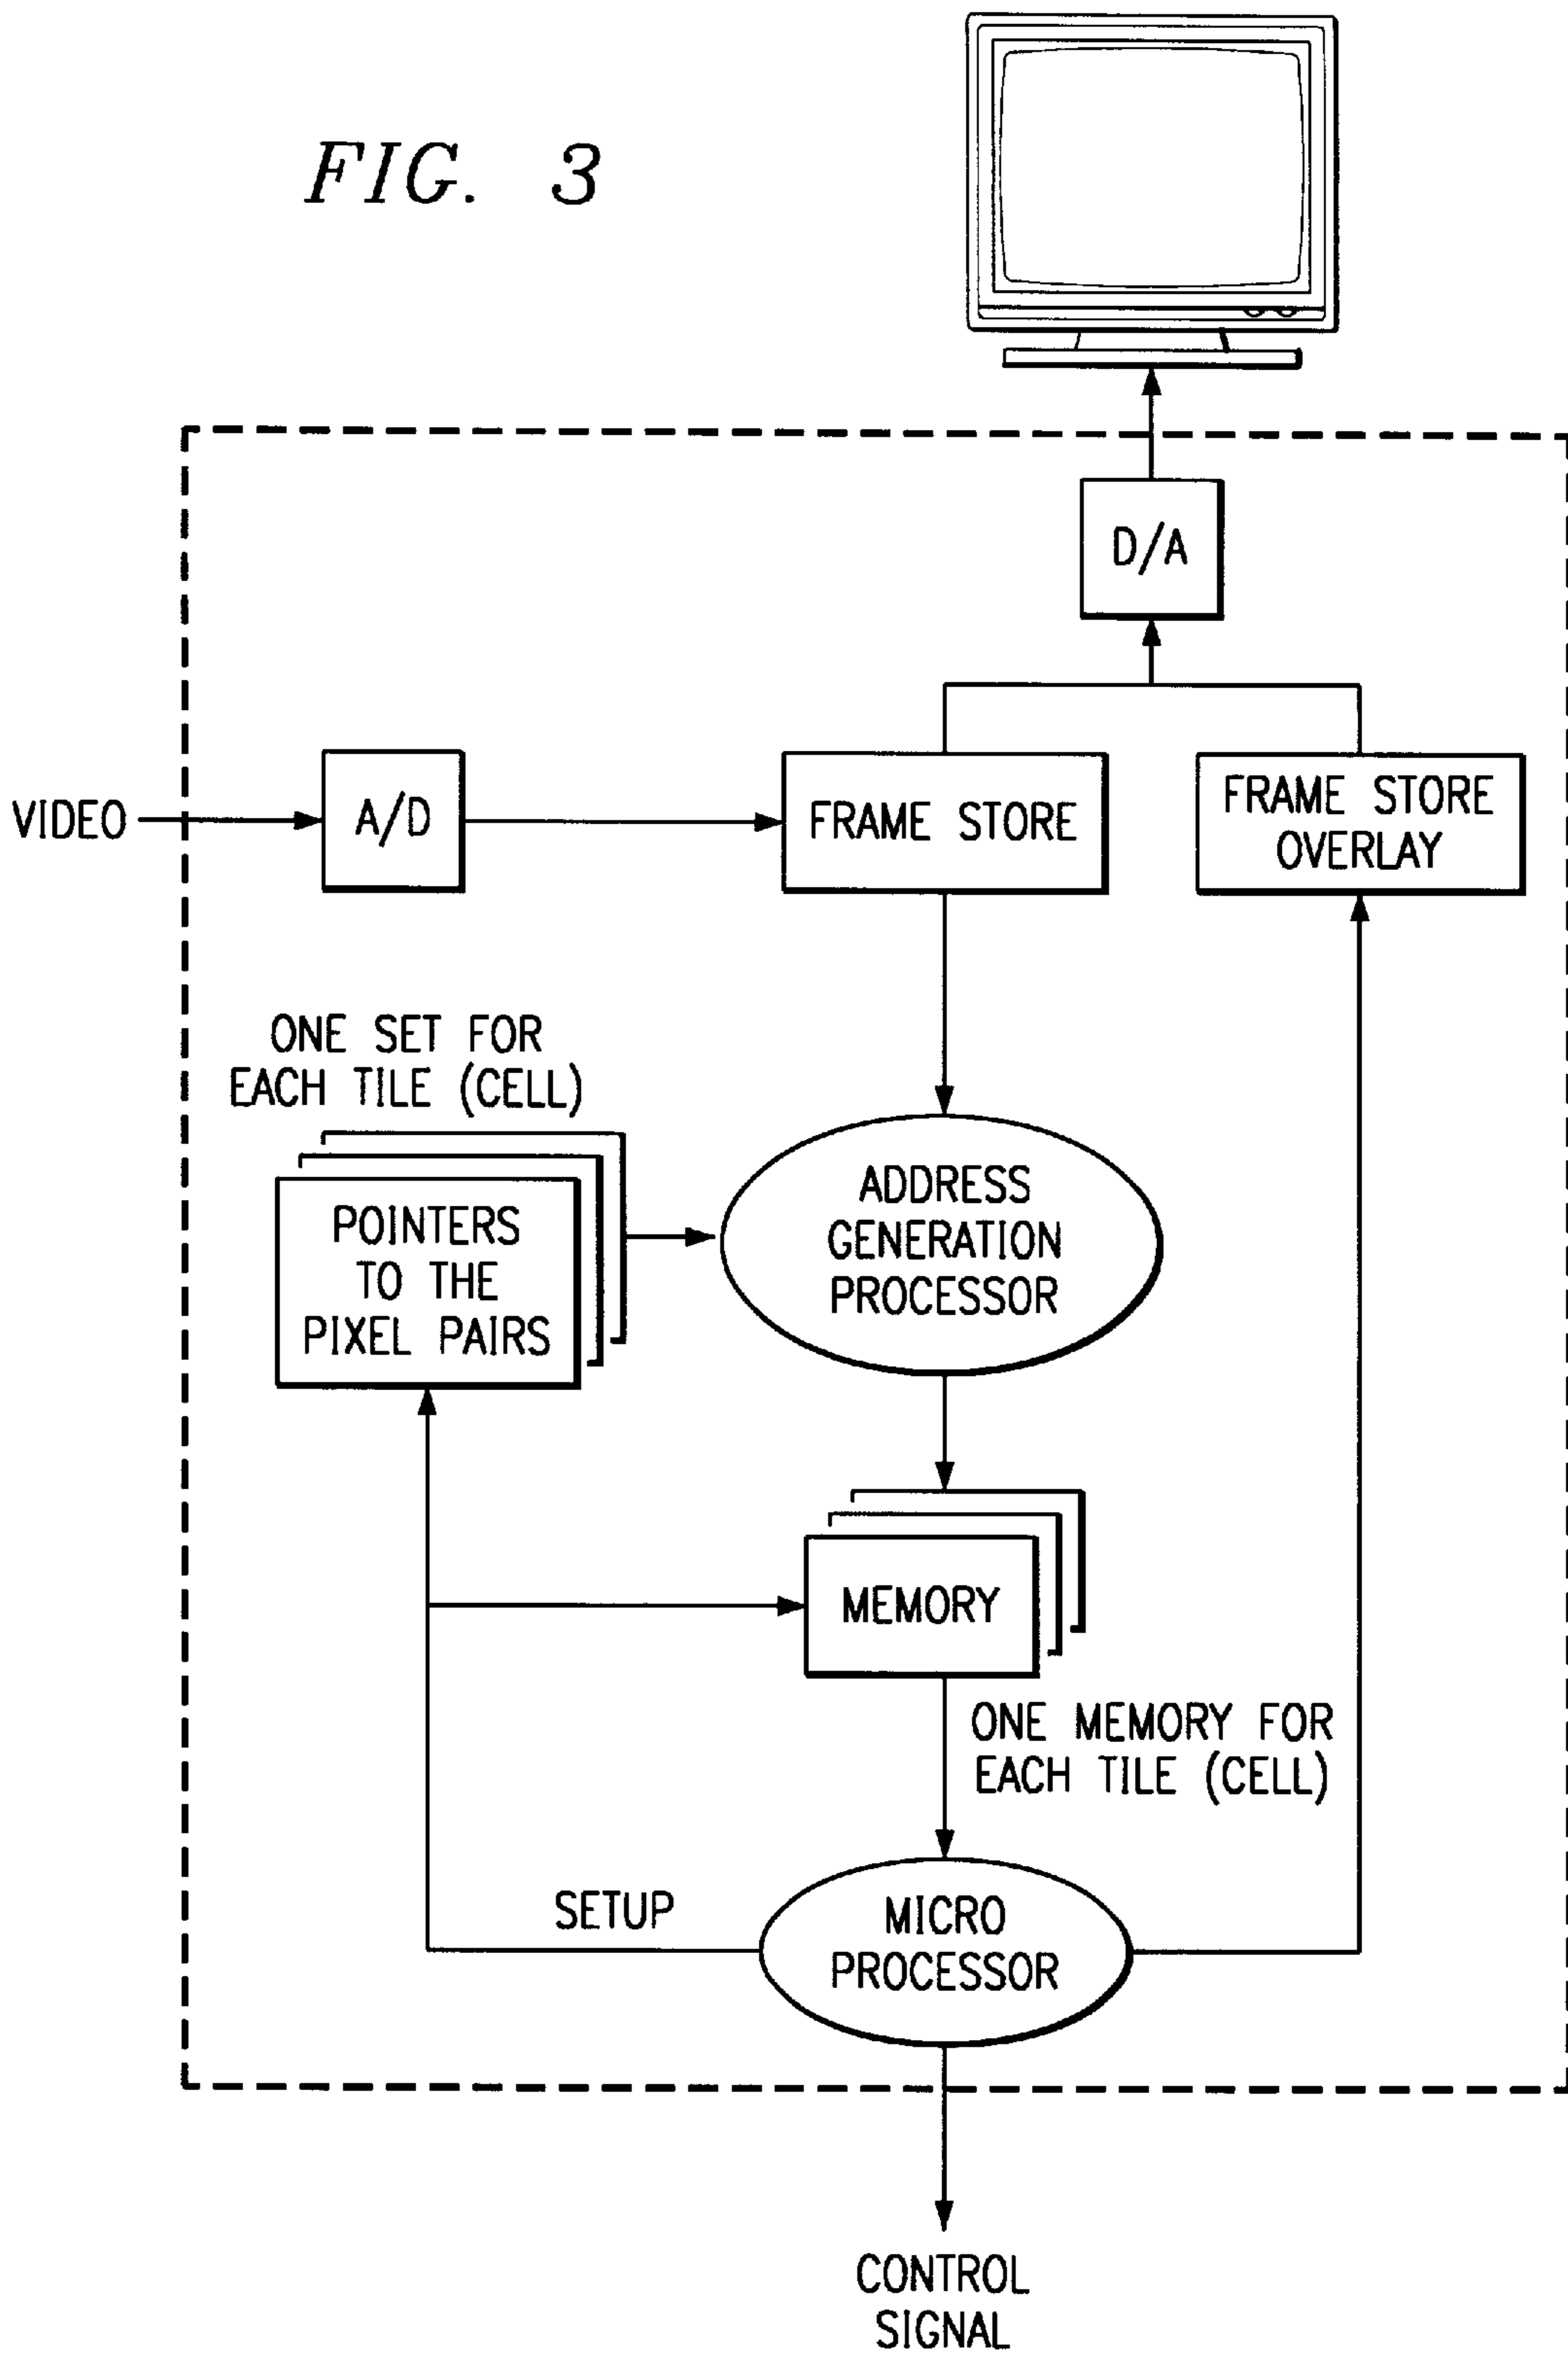 FIG. 3
D/A
VIDEO
A/D
FRAME STORE
FRAME STORE
OVERLAY
ONE SET FOR
EACH TILE (CELL)
POINTERS
TO THE
PIXEL PAIRS
ADDRESS
GENERATION
PROCESSOR
MEMORY
ONE MEMORY FOR
EACH TILE (CELL)
SETUP
MICRO
PROCESSOR
CONTROL
SIGNAL